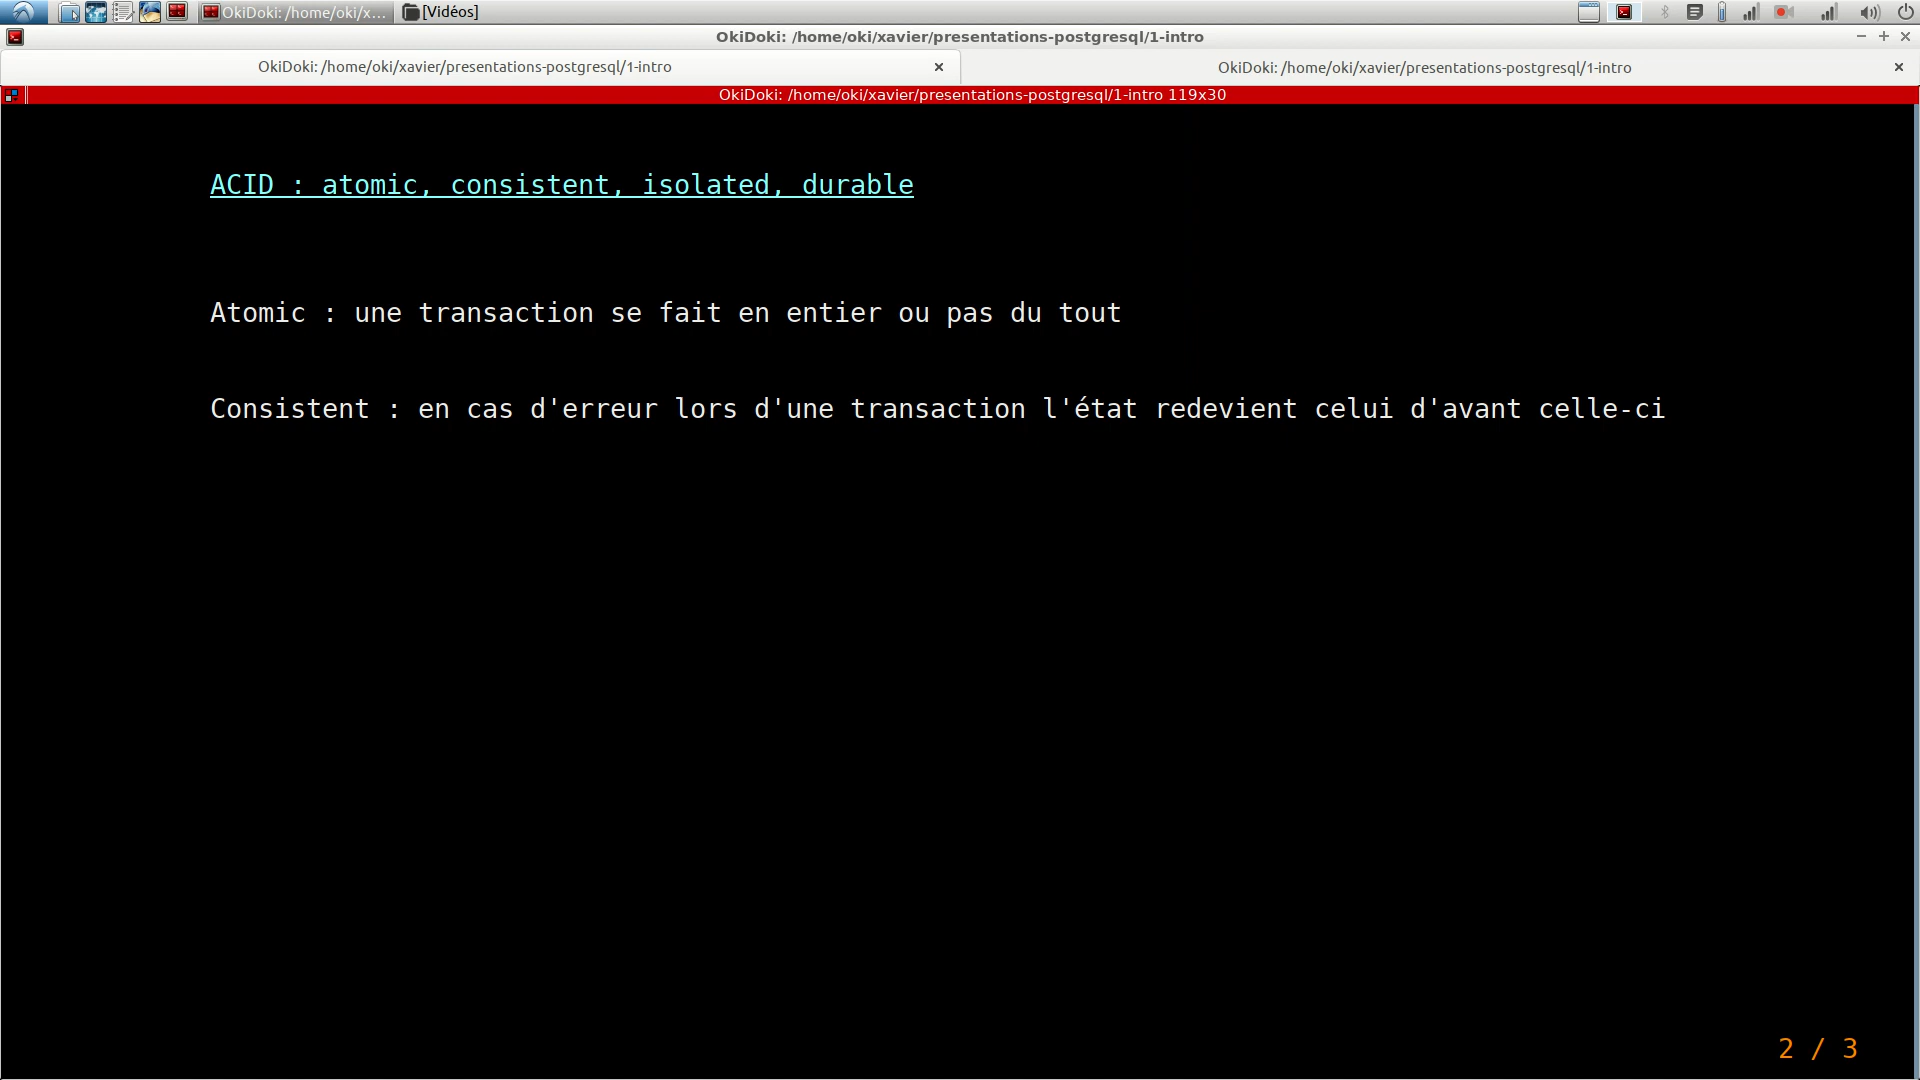 OkiDoki: /home/oki/x... [Vidéos]
OkiDoki: /home/oki/xavier/presentations-postgresql/1-intro
OkiDoki: /home/oki/xavier/presentations-postgresql/1-intro OkiDoki: /home/oki/xavier/presentations-postgresql/1-intro
OkiDoki: /home/oki/xavier/presentations-postgresql/1-intro 119x30
ACID : atomic, consistent, isolated, durable
Atomic : une transaction se fait en entier ou pas du tout
Consistent : en cas d'erreur lors d'une transaction l'état redevient celui d'avant celle-ci
2 / 3